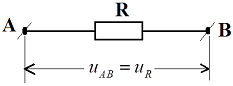 R
A B
u_AB = u_R